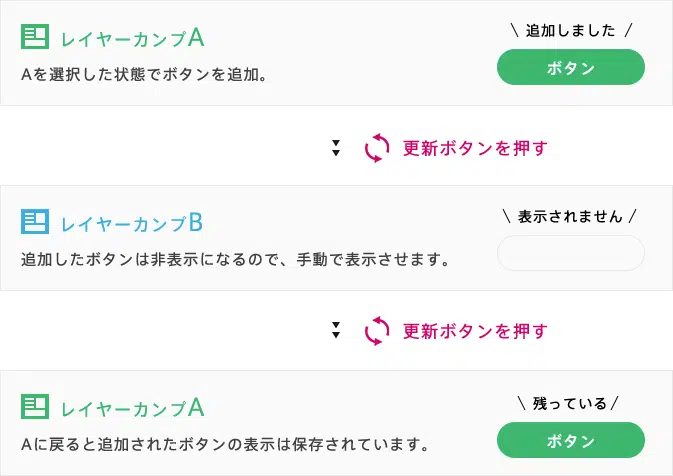 レイヤーカンプA
\ 追加しました /
Aを選択した状態でボタンを追加。
ボタン
更新ボタンを押す
レイヤーカンプB
\ 表示されません /
追加したボタンは非表示になるので、手動で表示させます。
更新ボタンを押す
レイヤーカンプA
\ 残っている /
Aに戻ると追加されたボタンの表示は保存されています。
ボタン